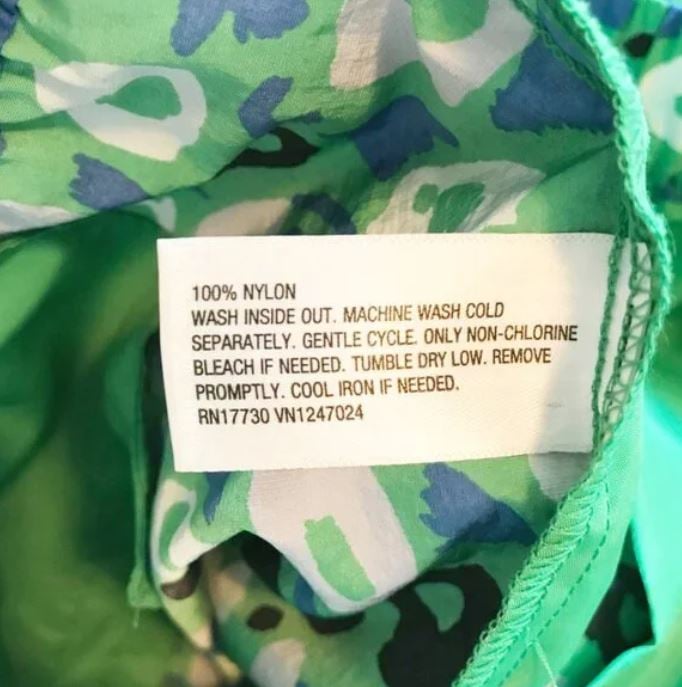 100% NYLON
WASH INSIDE OUT. MACHINE WASH COLD
SEPARATELY. GENTLE CYCLE. ONLY NON-CHLORINE
BLEACH IF NEEDED. TUMBLE DRY LOW. REMOVE
PROMPTLY. COOL IRON IF NEEDED.
RN17730 VN1247024